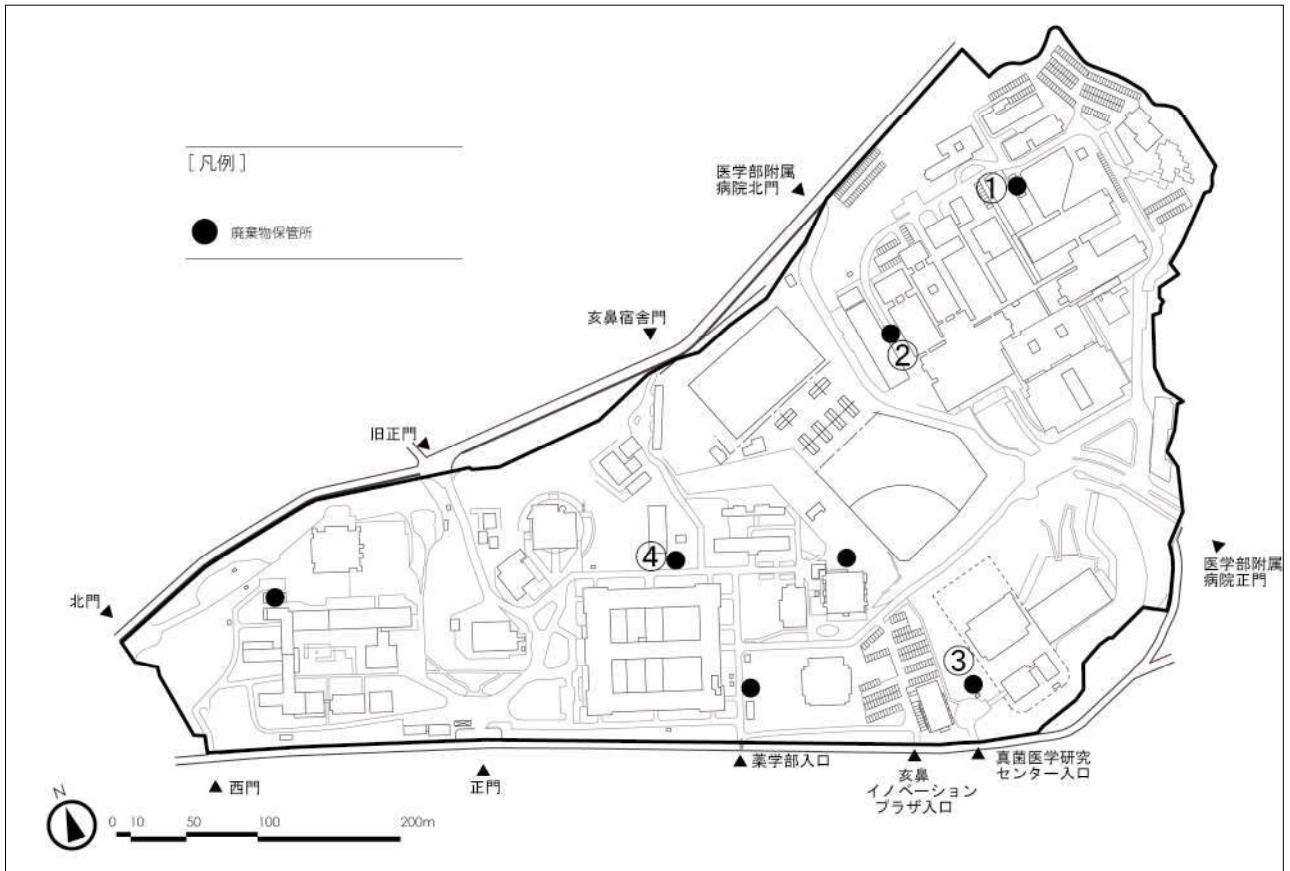 [凡例]
廃棄物保管所
医学部附属
病院北門
①
亥鼻宿舎門
②
旧正門
④
医学部附属
病院正門
北門
③
薬学部入口
真菌医学研究
センター入口
西門
正門
亥鼻
イノベーション
プラザ入口
N
0 10 50 100 200m